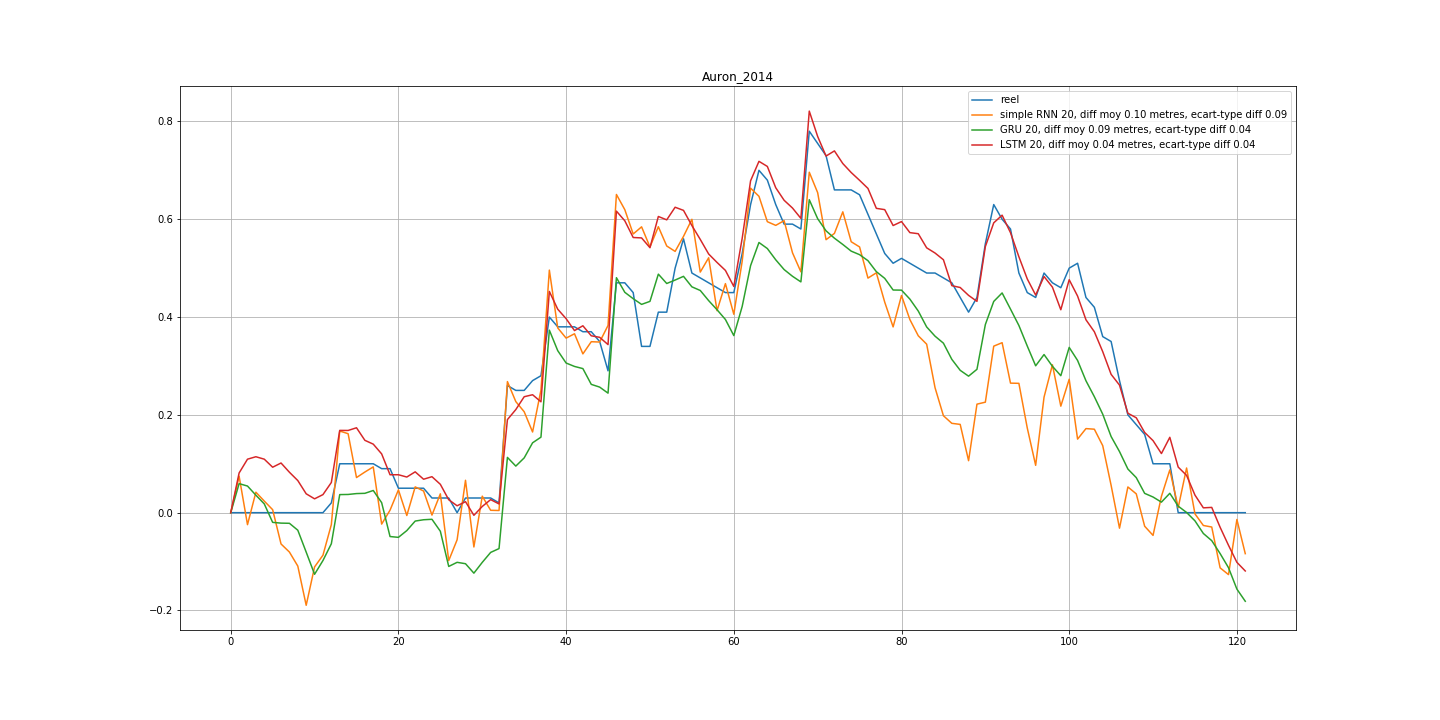 Auron_2014
reel
simple RNN 20, diff moy 0.10 metres, ecart-type diff 0.09
GRU 20, diff moy 0.09 metres, ecart-type diff 0.04
LSTM 20, diff moy 0.04 metres, ecart-type diff 0.04
0.8
0.6
0.4
0.2
0.0
−0.2
0 20 40 60 80 100 120